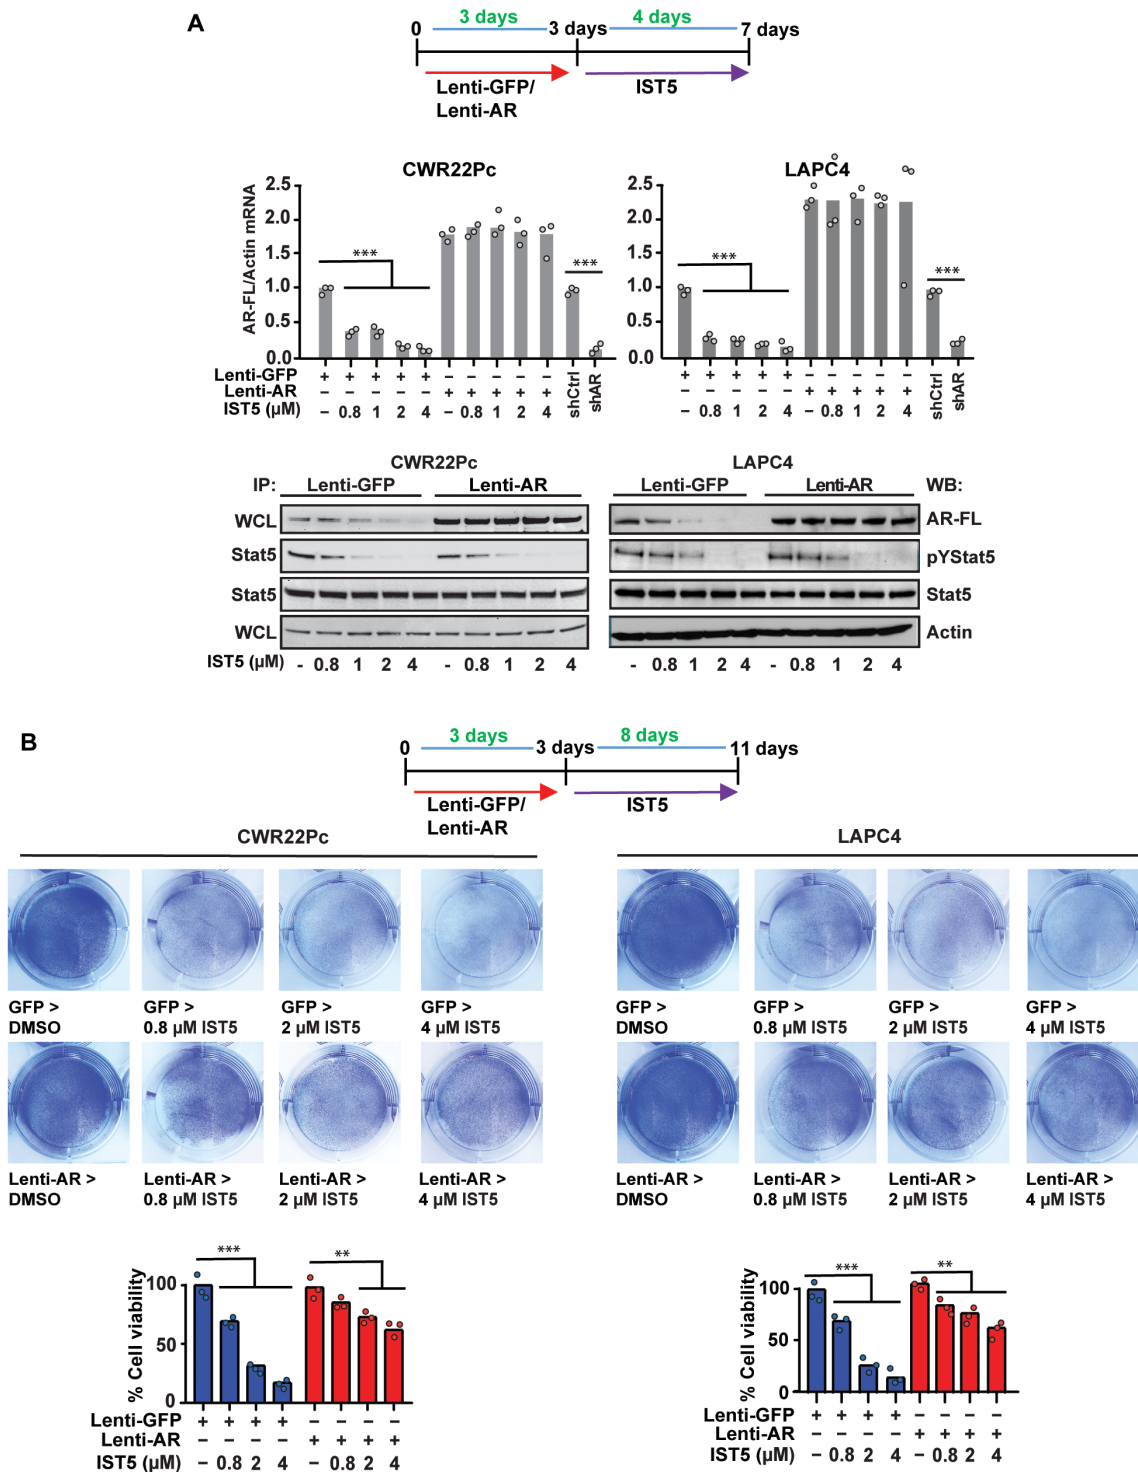 A
3 days
4 days
0
3 days
7 days
Lenti-GFP/
Lenti-AR
IST5
CWR22Pc
LAPC4
AR-FL/Actin mRNA
2.5
2.0
1.5
1.0
0.5
0.0
***
***
2.5
2.0
1.5
1.0
0.5
0.0
***
***
Lenti-GFP + + + + + – – – – –
Lenti-AR – – – – – + + + + +
IST5 (µM) – 0.8 1 2 4 – 0.8 1 2 4
shCtrl
shAR
+ + + + + – – – – –
– – – – – + + + + +
– 0.8 1 2 4 – 0.8 1 2 4
shCtrl
shAR
CWR22Pc
LAPC4
IP: Lenti-GFP Lenti-AR Lenti-GFP Lenti-AR WB:
WCL AR-FL
Stat5 pYStat5
Stat5 Stat5
WCL Actin
IST5 (µM) - 0.8 1 2 4 - 0.8 1 2 4 - 0.8 1 2 4 - 0.8 1 2 4
B
3 days
8 days
0
3 days
11 days
Lenti-GFP/
Lenti-AR
IST5
CWR22Pc
LAPC4
GFP >
DMSO
GFP >
0.8 µM IST5
GFP >
2 µM IST5
GFP >
4 µM IST5
GFP >
DMSO
GFP >
0.8 µM IST5
GFP >
2 µM IST5
GFP >
4 µM IST5
Lenti-AR >
DMSO
Lenti-AR >
0.8 µM IST5
Lenti-AR >
2 µM IST5
Lenti-AR >
4 µM IST5
Lenti-AR >
DMSO
Lenti-AR >
0.8 µM IST5
Lenti-AR >
2 µM IST5
Lenti-AR >
4 µM IST5
% Cell viability
100
50
0
***
**
Lenti-GFP + + + + – – – –
Lenti-AR – – – – + + + +
IST5 (µM) – 0.8 2 4 – 0.8 2 4
% Cell viability
100
50
0
***
**
Lenti-GFP + + + + – – – –
Lenti-AR – – – – + + + +
IST5 (µM) – 0.8 2 4 – 0.8 2 4